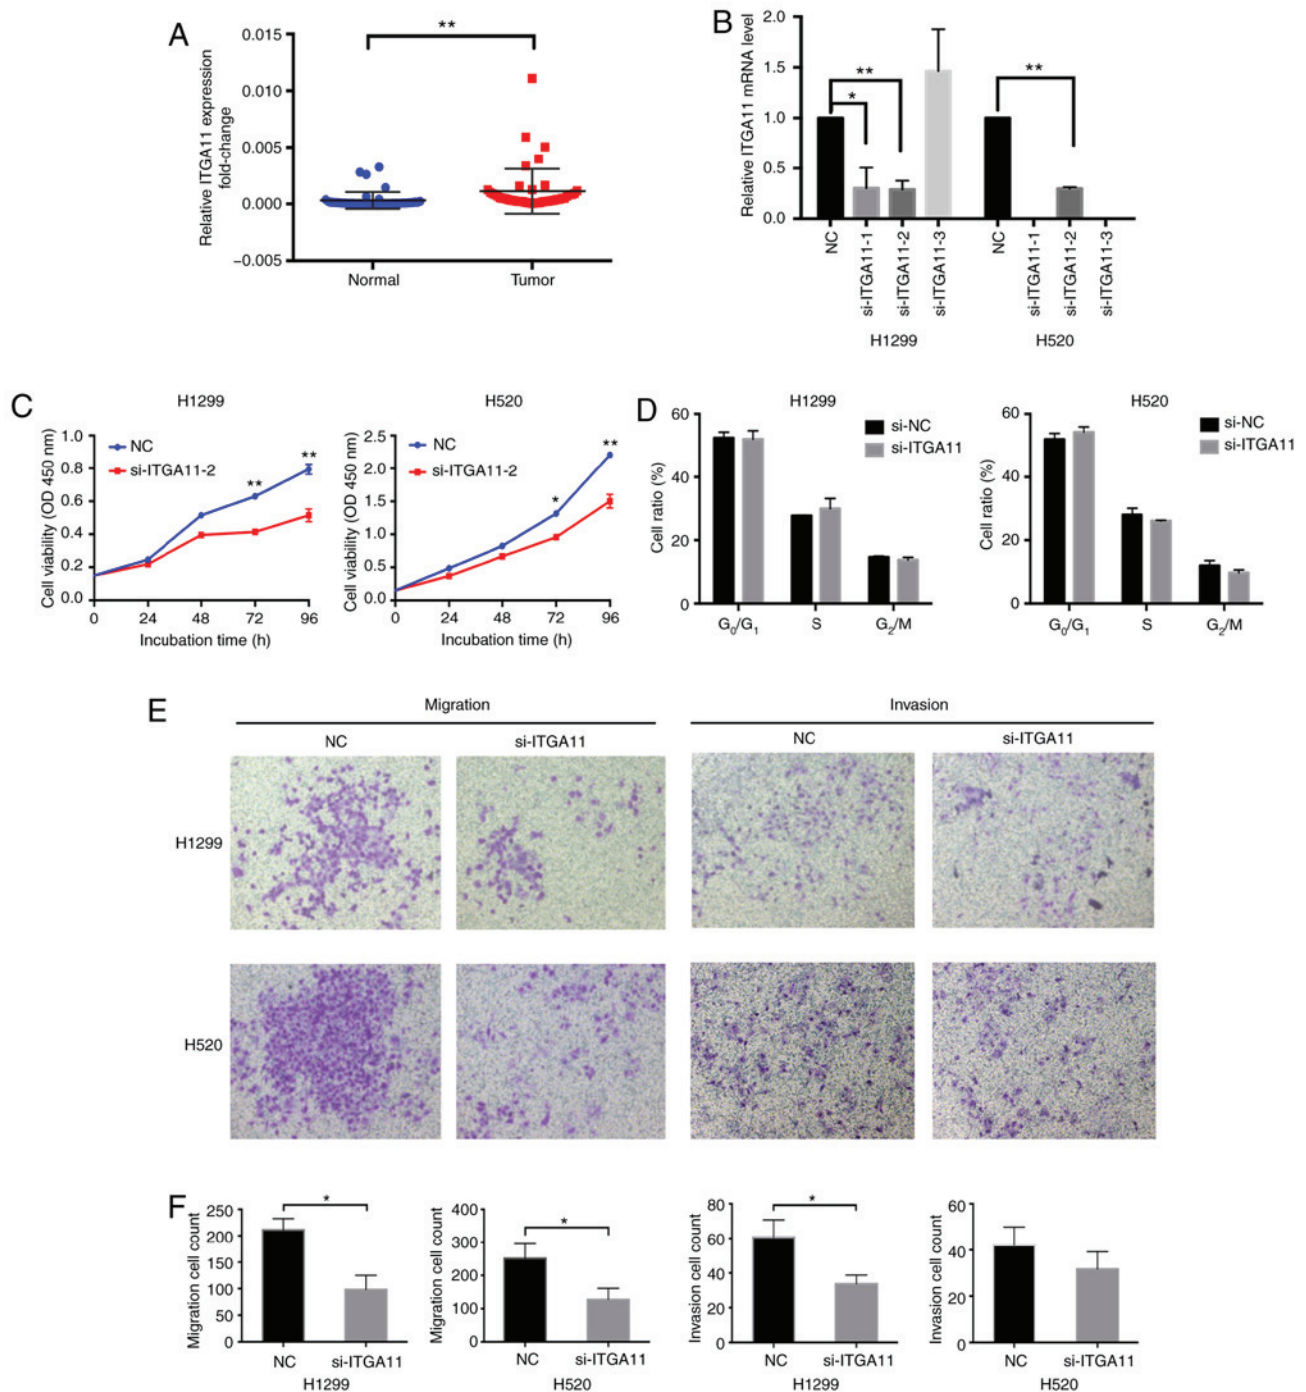 A
Relative ITGA11 expression
fold-change
0.015
0.010
0.005
0.000
−0.005
**
Normal
Tumor
B
Relative ITGA11 mRNA level
2.0
1.5
1.0
0.5
0.0
**
*
**
NC
si-ITGA11-1
si-ITGA11-2
si-ITGA11-3
NC
si-ITGA11-1
si-ITGA11-2
si-ITGA11-3
H1299
H520
C
H1299
Cell viability (OD 450 nm)
1.0
0.8
0.6
0.4
0.2
0.0
NC
si-ITGA11-2
**
**
0 24 48 72 96
Incubation time (h)
H520
Cell viability (OD 450 nm)
2.5
2.0
1.5
1.0
0.5
0.0
NC
si-ITGA11-2
*
**
0 24 48 72 96
Incubation time (h)
D
H1299
Cell ratio (%)
60
40
20
0
si-NC
si-ITGA11
G0/G1 S G2/M
H520
Cell ratio (%)
60
40
20
0
si-NC
si-ITGA11
G0/G1 S G2/M
E
Migration
Invasion
NC
si-ITGA11
NC
si-ITGA11
H1299
H520
F
Migration cell count
250
200
150
100
50
0
*
NC si-ITGA11
H1299
Migration cell count
400
300
200
100
0
*
NC si-ITGA11
H520
Invasion cell count
80
60
40
20
0
*
NC si-ITGA11
H1299
Invasion cell count
60
40
20
0
NC si-ITGA11
H520